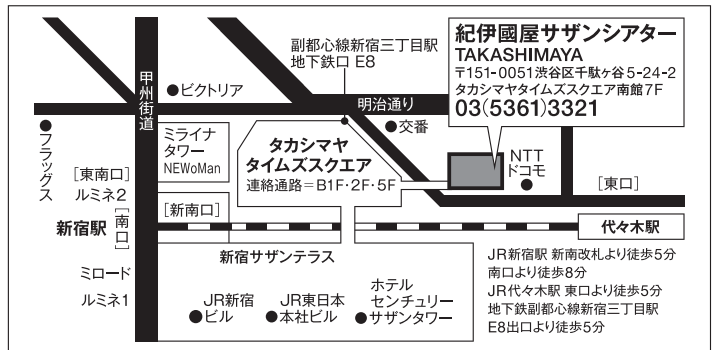 紀伊國屋サザンシアター
TAKASHIMAYA
〒151-0051渋谷区千駄ヶ谷5-24-2
タカシマヤタイムズスクエア南館7F
03(5361)3321
副都心線新宿三丁目駅
地下鉄口 E8
甲州街道
●ビクトリア
明治通り
●交番
●フラッグス
ミライナ
タワー
NEWoMan
タカシマヤ
タイムズスクエア
連絡通路=B1F・2F・5F
NTT
ドコモ
●
[東口]
[東南口]
ルミネ2
[南口]
新宿駅
[新南口]
代々木駅
新宿サザンテラス
ミロード
ルミネ1
JR新宿
●ビル
JR東日本
●本社ビル
ホテル
センチュリー
●サザンタワー
JR新宿駅 新南改札より徒歩5分
南口より徒歩8分
JR代々木駅 東口より徒歩5分
地下鉄副都心線新宿三丁目駅
E8出口より徒歩5分